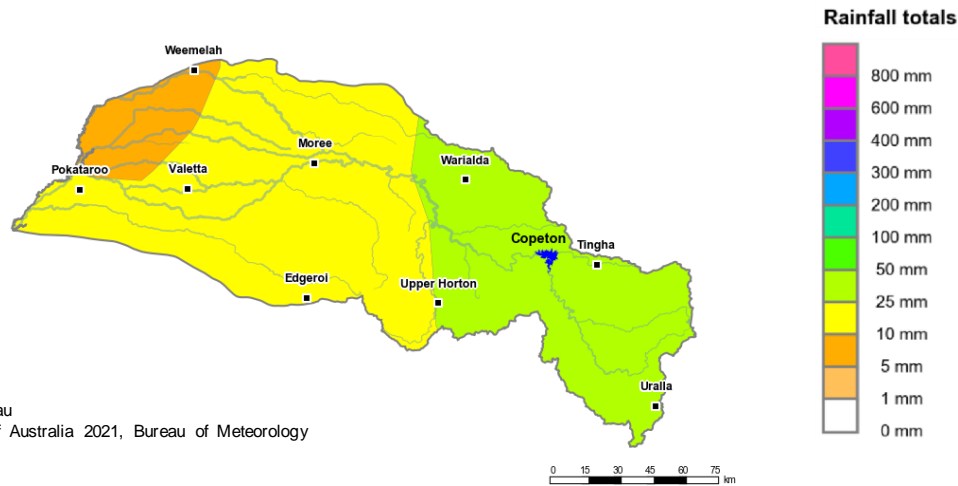 Rainfall totals
Weemelah
800 mm
600 mm
400 mm
Moree
300 mm
Pokataroo
Valetta
Warialda
200 mm
100 mm
Copeton
Tingha
50 mm
Edgeroi
Upper Horton
25 mm
10 mm
5 mm
Uralla
1 mm
Australia 2021, Bureau of Meteorology
0 mm
0 15 30 45 60 75
km